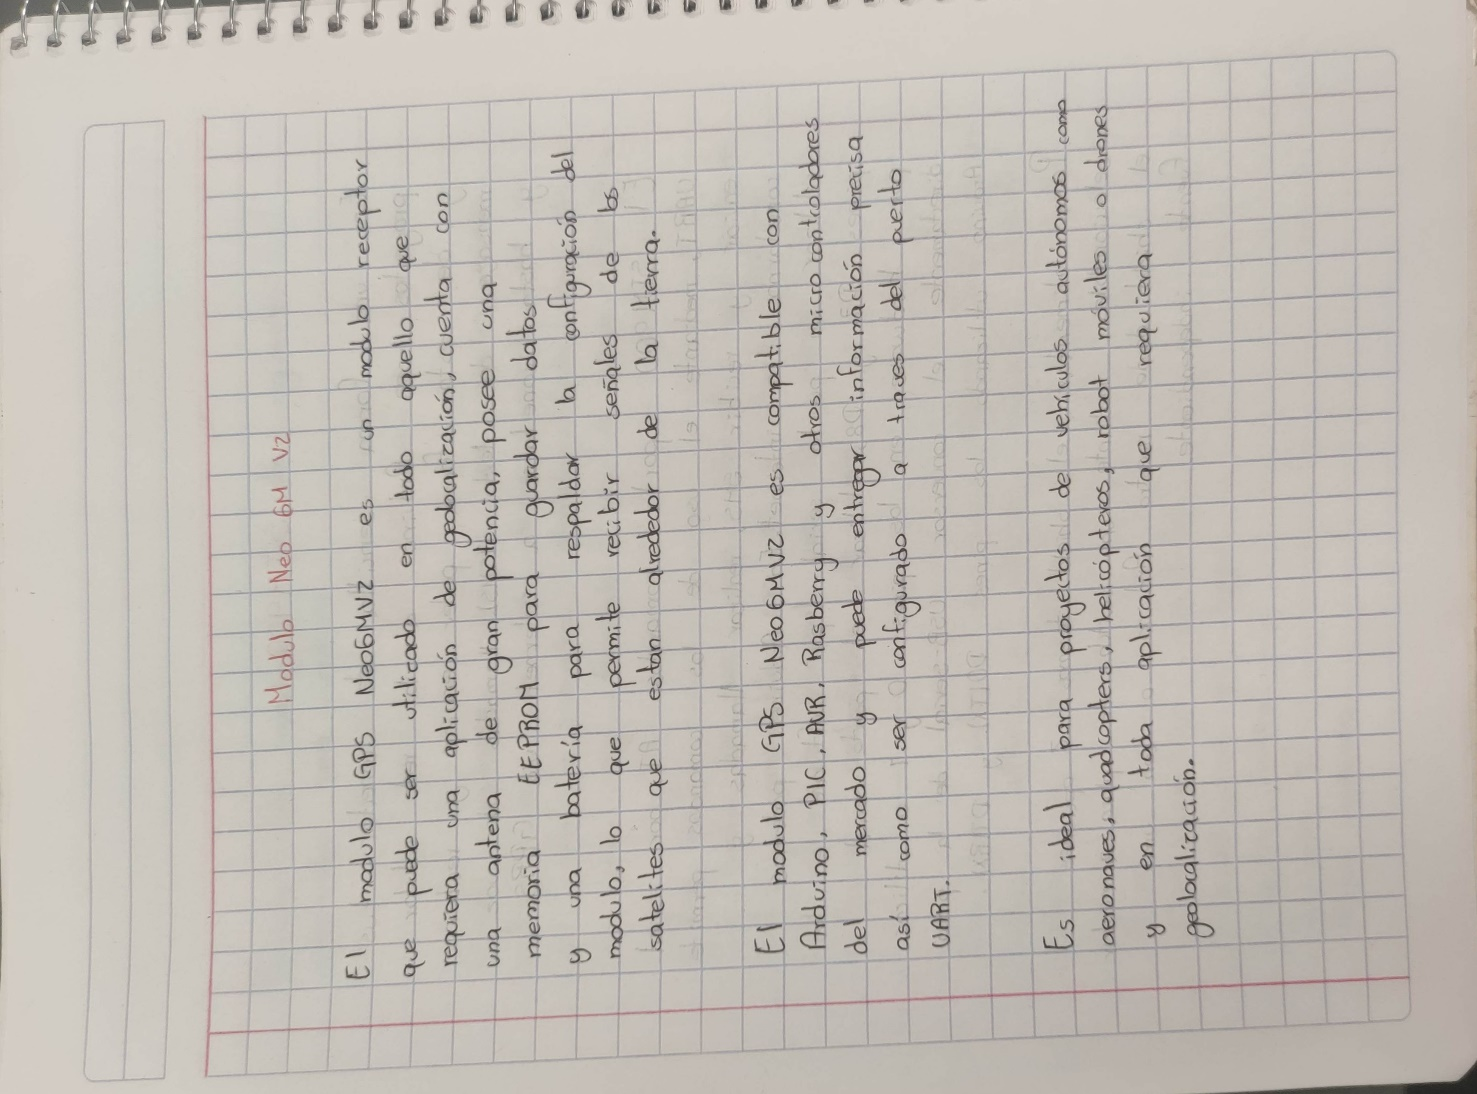 Modulo Neo 6M V2
El modulo GPS Neo6MV2 es un modulo receptor
que puede ser utilizado en todo aquello que
requiera una aplicación de geolocalización, cuenta con
una antena de gran potencia, posee una
memoria EEPROM para guardar datos
y una batería para respaldar la configuración del
modulo, lo que permite recibir señales de los
satelites que estan alrededor de la tierra.
El modulo GPS Neo6MV2 es compatible con
Arduino, PIC, AVR, Rasberry y otros micro controladores
del mercado y puede entregar información precisa
así como ser configurado a traves del puerto
UART.
Es ideal para proyectos de vehículos autónomos como
aeronaves, quadcopters, helicópteros, robot móviles o drones
y en toda aplicación que requiera
geolocalización.